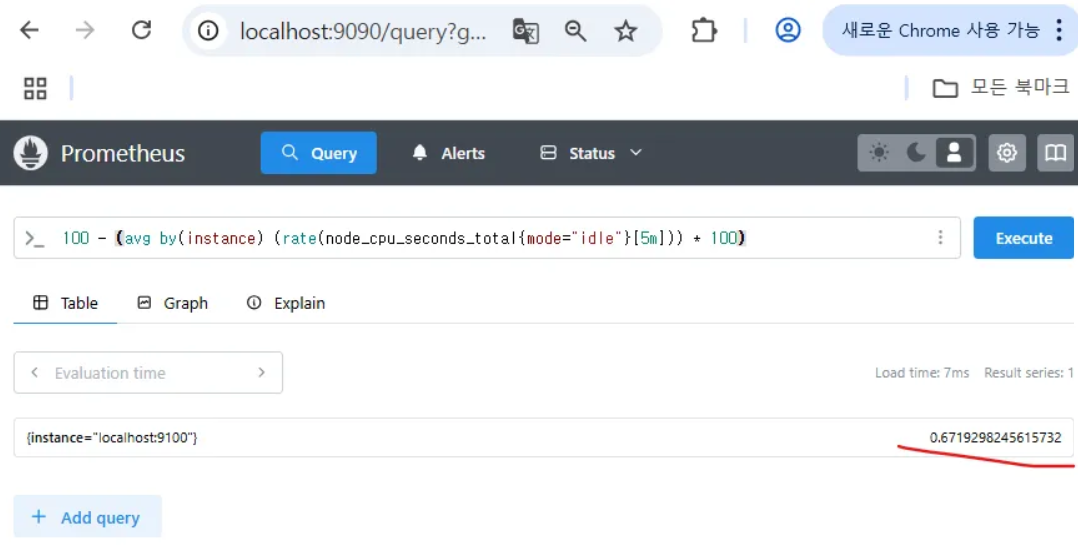 localhost:9090/query?g...
새로운 Chrome 사용 가능
모든 북마크
Prometheus
Query
Alerts
Status
>_ 100 - (avg by(instance) (rate(node_cpu_seconds_total{mode="idle"}[5m])) * 100)
Execute
Table
Graph
Explain
Evaluation time
Load time: 7ms Result series: 1
{instance="localhost:9100"} 0.6719298245615732
+ Add query